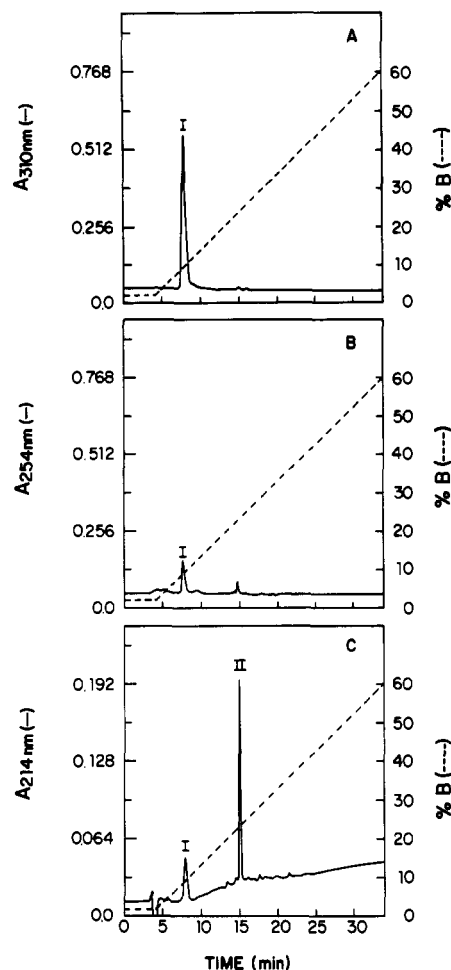 A
A310nm (—)
0.768
0.512
0.256
0.0
I
60
50
40
30
20
10
0
% B (----)
B
A254nm (—)
0.768
0.512
0.256
0.0
I
60
50
40
30
20
10
0
% B (----)
C
A214nm (—)
0.192
0.128
0.064
0.0
I
II
60
50
40
30
20
10
0
% B (----)
0 5 10 15 20 25 30
TIME (min)